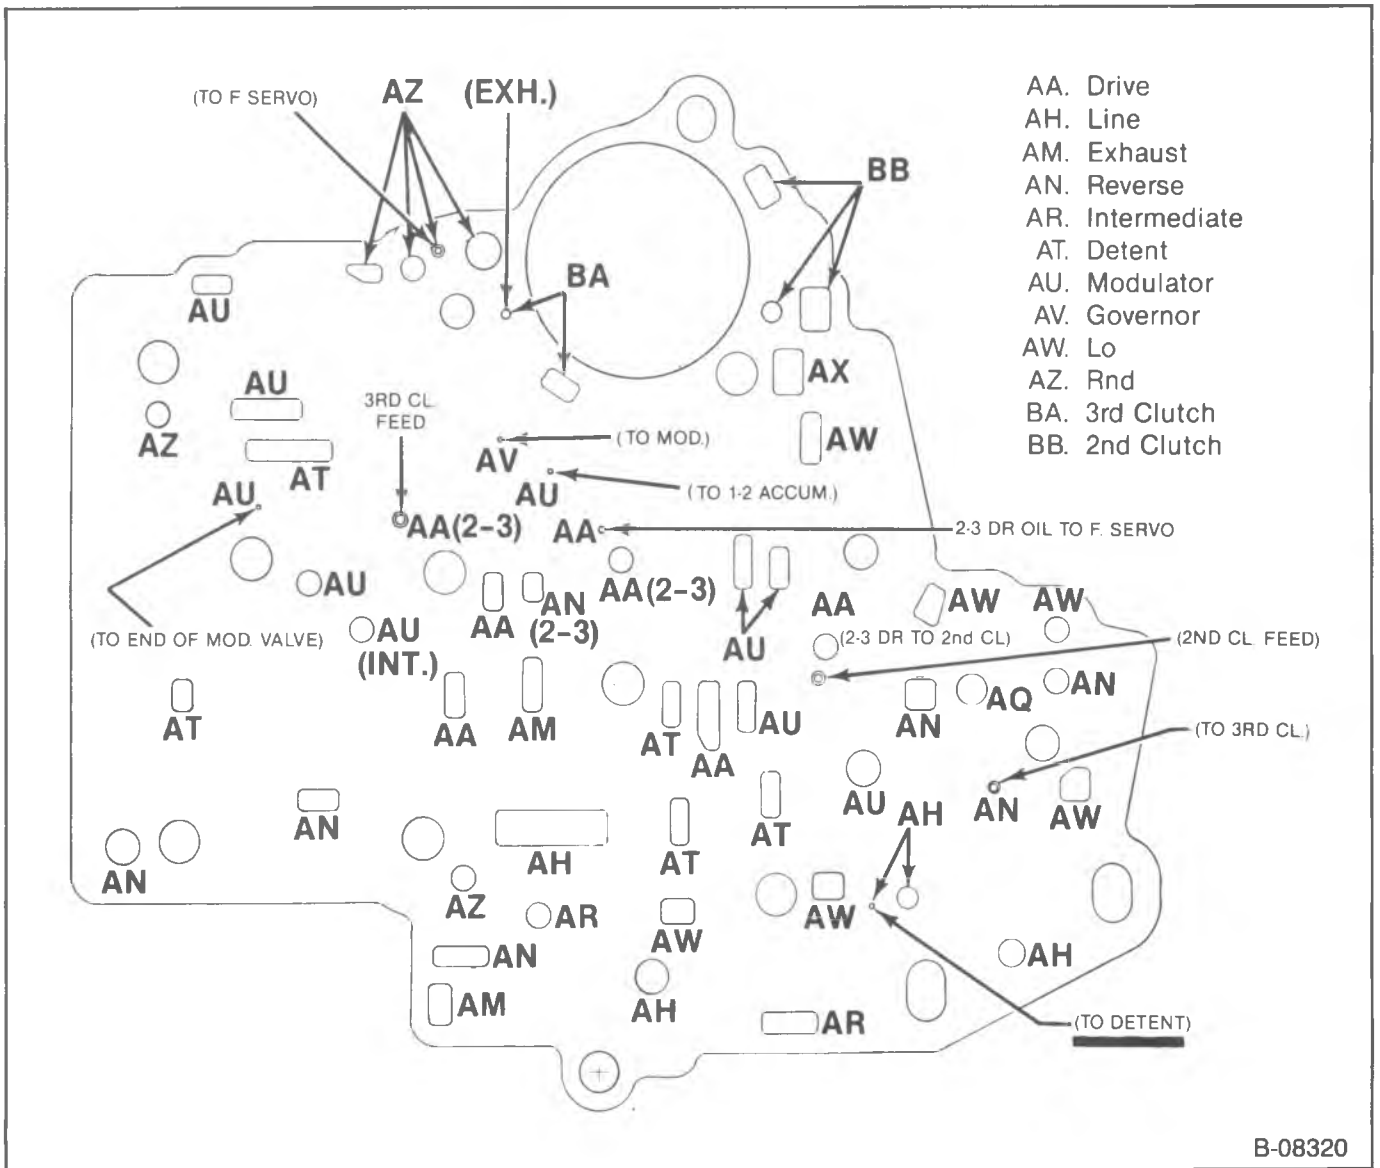 (TO F SERVO)
AZ
(EXH.)
BB
BA
AU
AU
AZ
AT
AU
3RD CL.
FEED
AV
(TO MOD.)
AU
(TO 1-2 ACCUM.)
AX
AW
AA(2-3)
AA
2-3 DR OIL TO F. SERVO
AU
AA
AN
(2-3)
AA(2-3)
AU
AA
(2-3 DR TO 2nd CL)
AW
AW
(2ND CL. FEED)
(TO END OF MOD. VALVE)
AU
(INT.)
AT
AA
AM
AT
AA
AU
AN
AQ
AN
(TO 3RD CL.)
AN
AN
AH
AT
AT
AU
AH
AN
AW
AZ
AR
AW
AW
AN
AM
AH
AR
AH
(TO DETENT)
AA. Drive
AH. Line
AM. Exhaust
AN. Reverse
AR. Intermediate
AT. Detent
AU. Modulator
AV. Governor
AW. Lo
AZ. Rnd
BA. 3rd Clutch
BB. 2nd Clutch
B-08320